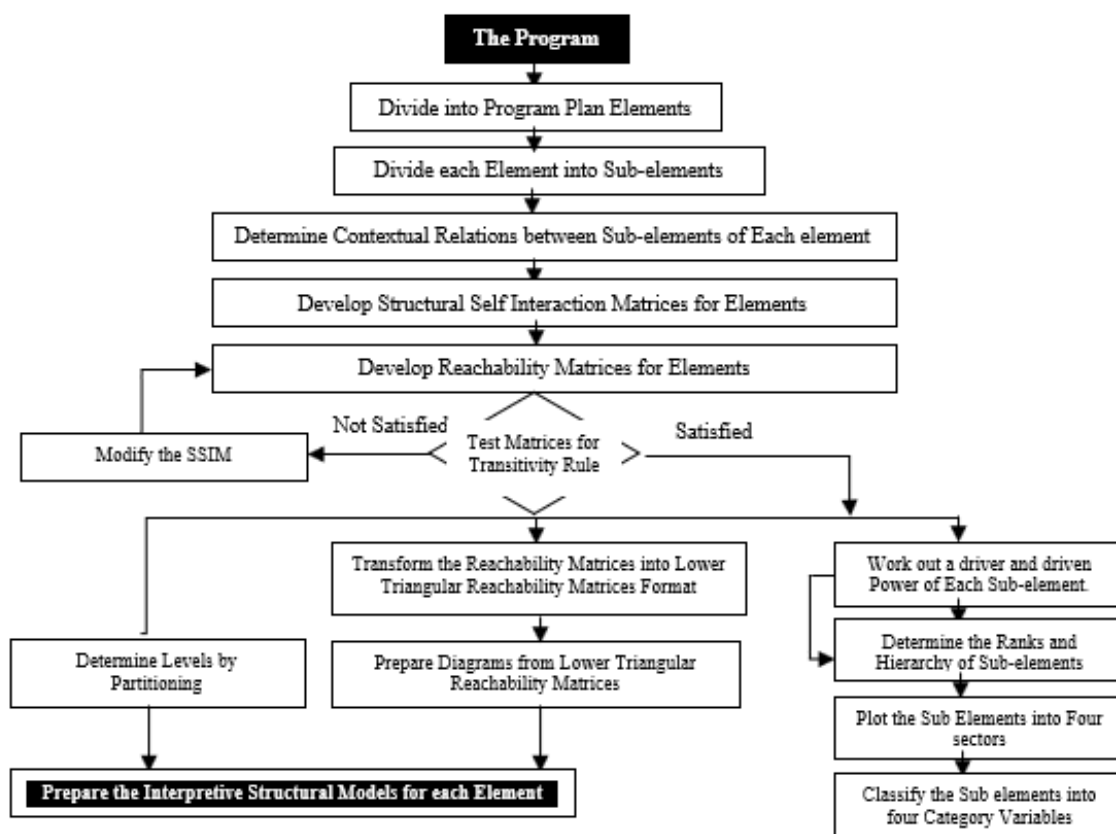 The Program
Divide into Program Plan Elements
Divide each Element into Sub-elements
Determine Contextual Relations between Sub-elements of Each element
Develop Structural Self Interaction Matrices for Elements
Develop Reachability Matrices for Elements
Not Satisfied
Satisfied
Modify the SSIM
Test Matrices for
Transitivity Rule
Transform the Reachability Matrices into Lower
Triangular Reachability Matrices Format
Work out a driver and driven
Power of Each Sub-element.
Determine Levels by
Partitioning
Prepare Diagrams from Lower Triangular
Reachability Matrices
Determine the Ranks and
Hierarchy of Sub-elements
Plot the Sub Elements into Four
sectors
Prepare the Interpretive Structural Models for each Element
Classify the Sub elements into
four Category Variables